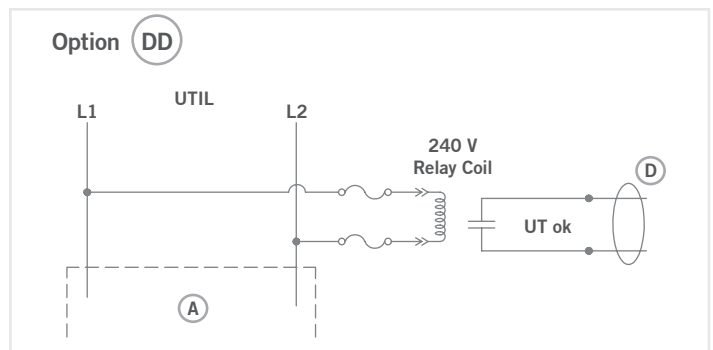 Option DD
UTIL
L1
L2
240 V
Relay Coil
D
UT ok
A